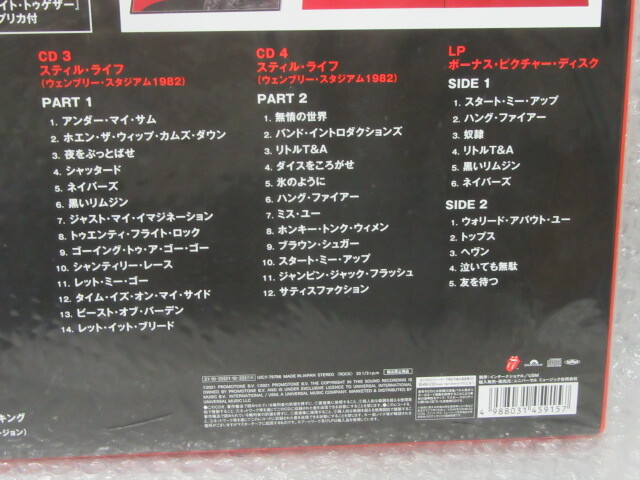 イト・トゥゲザー』
プリカ付
CD 3
スティル・ライフ
(ウェンブリー・スタジアム1982)
PART 1
1. アンダー・マイ・サム
2. ホエン・ザ・ウィップ・カムズ・ダウン
3. 夜をぶっとばせ
4. シャッタード
5. ネイバーズ
6. 黒いリムジン
7. ジャスト・マイ・イマジネーション
8. トゥエンティ・フライト・ロック
9. ゴーイング・トゥ・ア・ゴー・ゴー
10. シャンティリー・レース
11. レット・ミー・ゴー
12. タイム・イズ・オン・マイ・サイド
13. ビースト・オブ・バーデン
14. レット・イット・ブリード
CD 4
スティル・ライフ
(ウェンブリー・スタジアム1982)
PART 2
1. 無情の世界
2. バンド・イントロダクションズ
3. リトルT&A
4. ダイスをころがせ
5. 氷のように
6. ハング・ファイアー
7. ミス・ユー
8. ホンキー・トンク・ウィメン
9. ブラウン・シュガー
10. スタート・ミー・アップ
11. ジャンピン・ジャック・フラッシュ
12. サティスファクション
LP
ボーナス・ピクチャー・ディスク
SIDE 1
1. スタート・ミー・アップ
2. ハング・ファイアー
3. 奴隷
4. リトルT&A
5. 黒いリムジン
6. ネイバーズ
SIDE 2
1. ウォリード・アバウト・ユー
2. トップス
3. ヘヴン
4. 泣いても無駄
5. 友を待つ
キング
ージョン)
MADE IN JAPAN STEREO (ROCK) 33 1/3 r.p.m
4 988031 459157